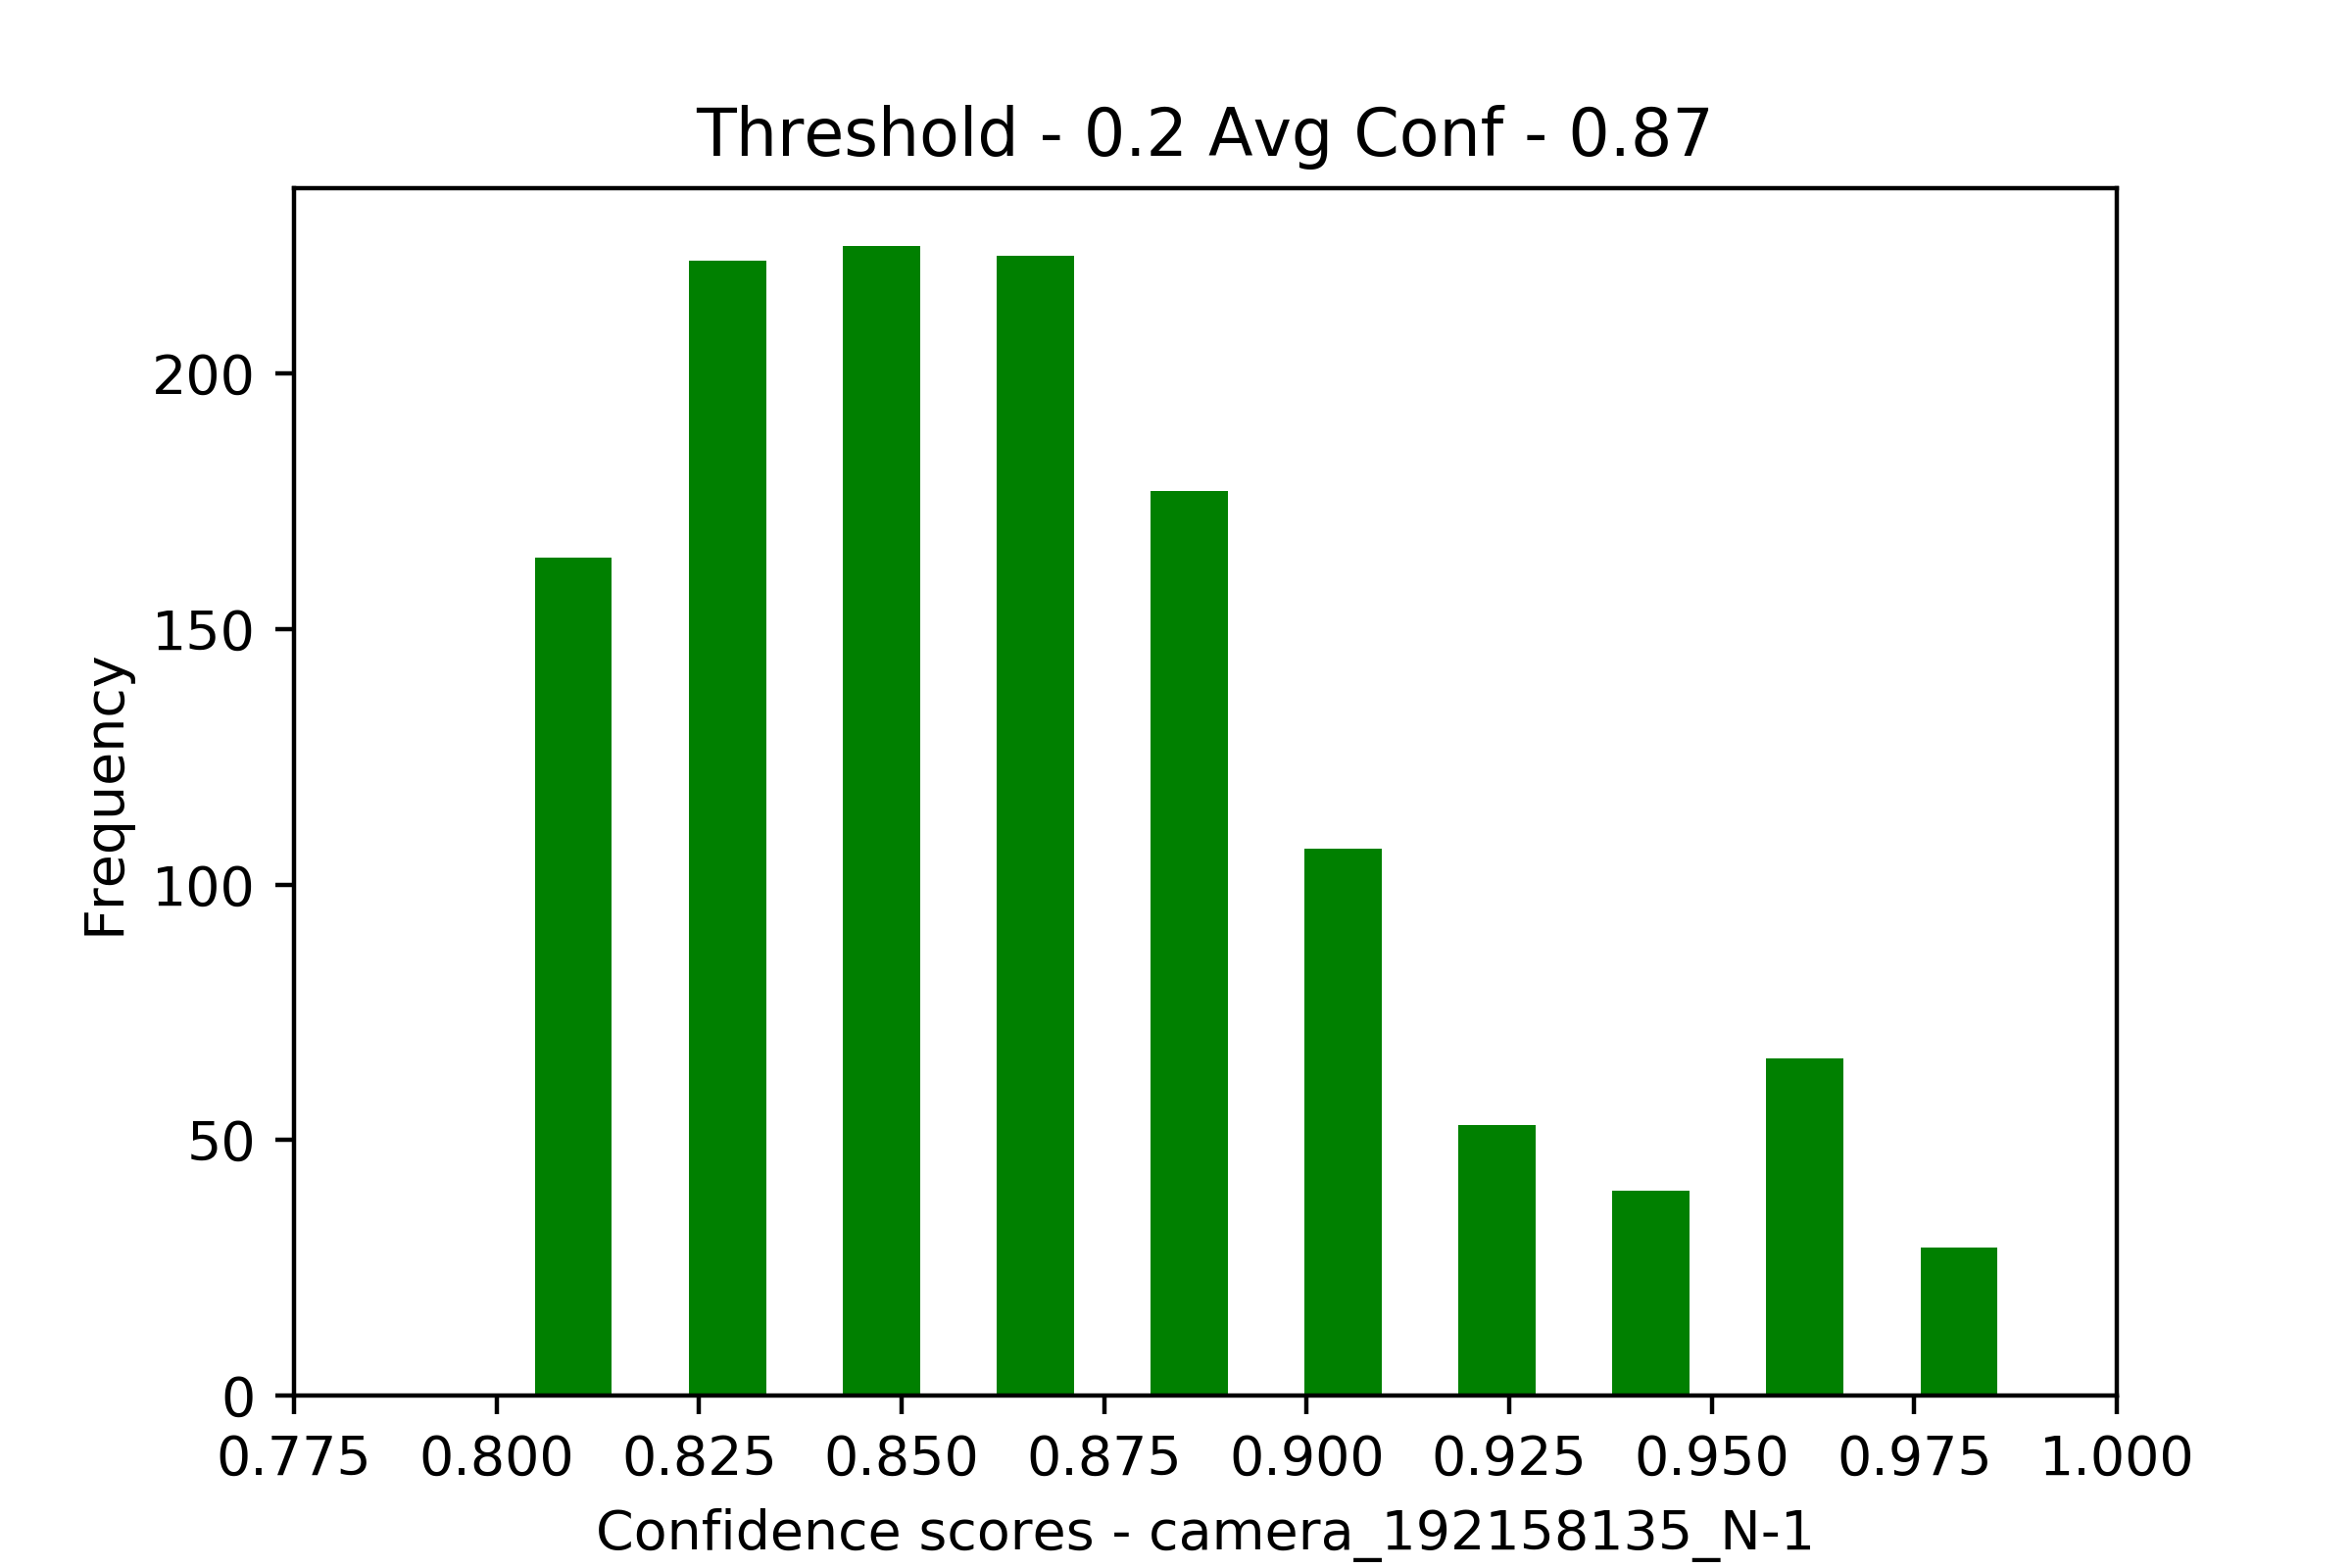 Threshold - 0.2 Avg Conf - 0.87
Frequency
200
150
100
50
0
0.775 0.800 0.825 0.850 0.875 0.900 0.925 0.950 0.975 1.000
Confidence scores - camera_192158135_N-1